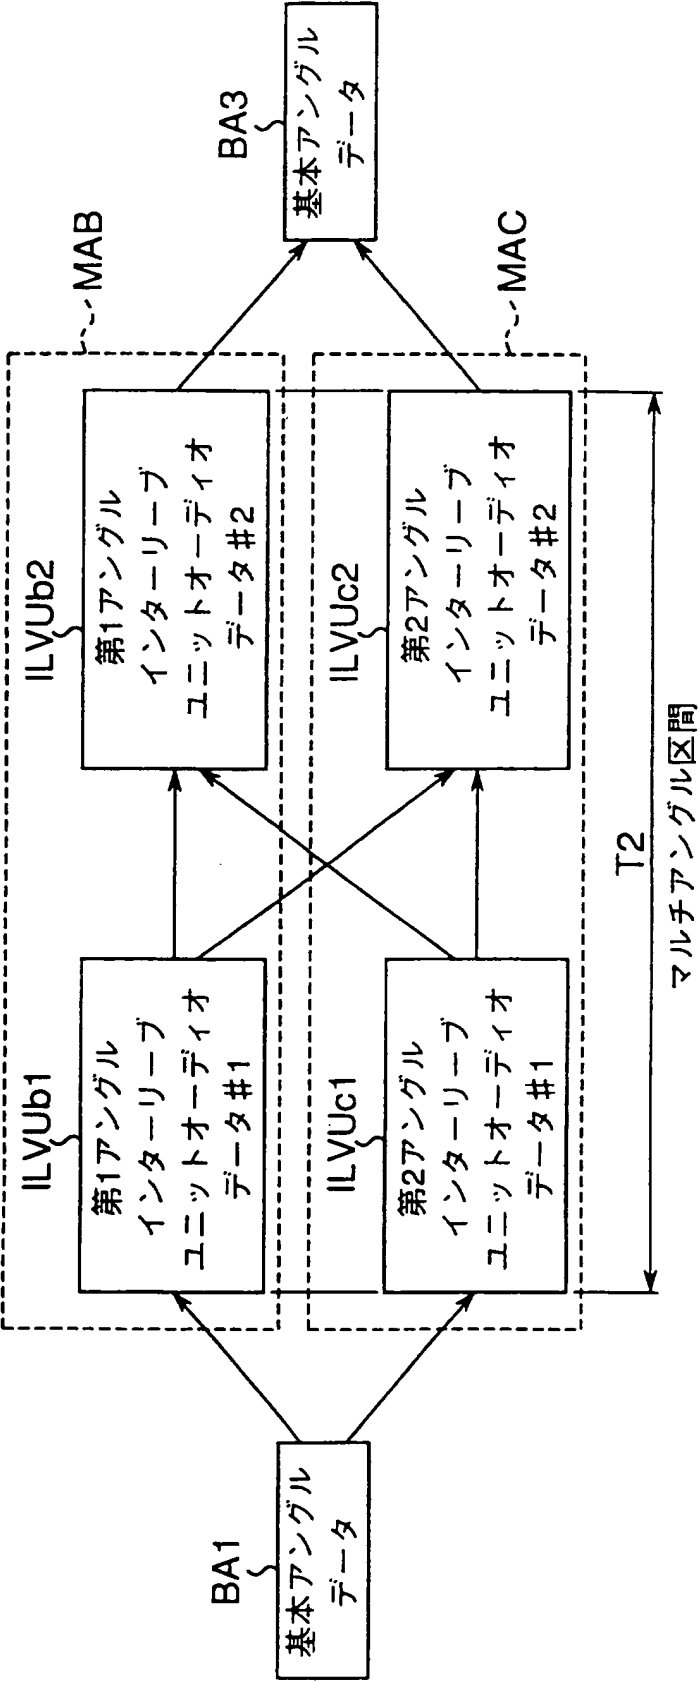 BA1
基本アングル
データ
MAB
ILVUb1
第1アングル
インターリーブ
ユニットオーディオ
データ#1
ILVUb2
第1アングル
インターリーブ
ユニットオーディオ
データ#2
MAC
ILVUc1
第2アングル
インターリーブ
ユニットオーディオ
データ#1
ILVUc2
第2アングル
インターリーブ
ユニットオーディオ
データ#2
BA3
基本アングル
データ
T2
マルチアングル区間